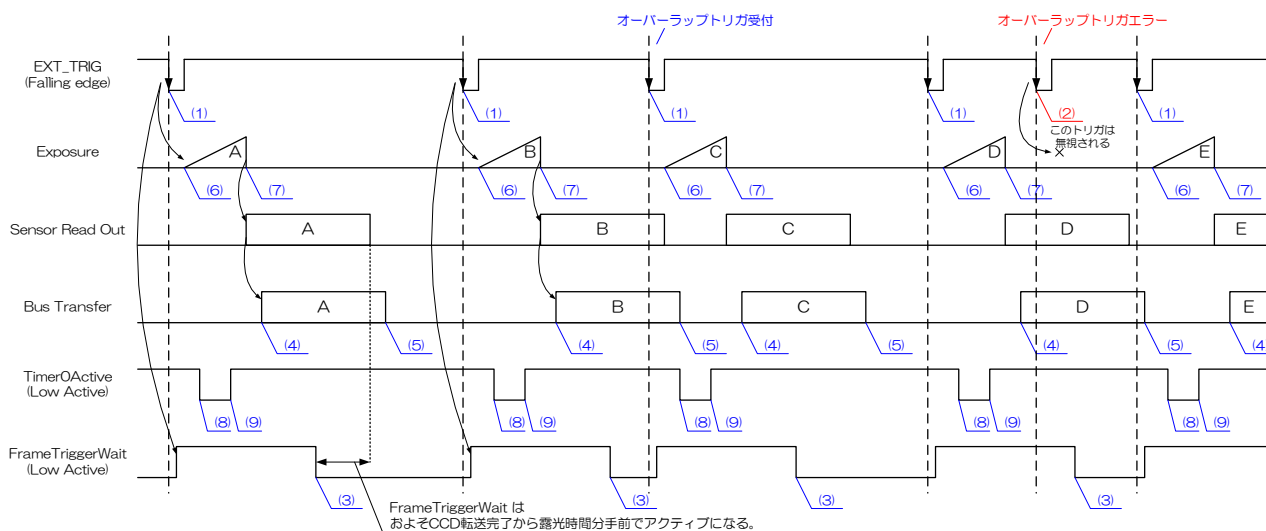 オーバーラップトリガ受付
オーバーラップトリガエラー
EXT_TRIG
(Falling edge)
(1)
(1)
(1)
(1)
(2)
(1)
このトリガは
無視される
Exposure
A
B
C
D
E
(6)
(7)
(6)
(7)
(6)
(7)
(6)
(7)
(6)
(7)
Sensor Read Out
A
B
C
D
E
Bus Transfer
A
B
C
D
E
(4)
(5)
(4)
(5)
(4)
(5)
(4)
(5)
(4
Timer0Active
(Low Active)
(8)
(9)
(8)
(9)
(8)
(9)
(8)
(9)
(8)
(9)
FrameTriggerWait
(Low Active)
(3)
(3)
(3)
(3)
FrameTriggerWait は
およそCCD転送完了から露光時間分手前でアクティブになる。